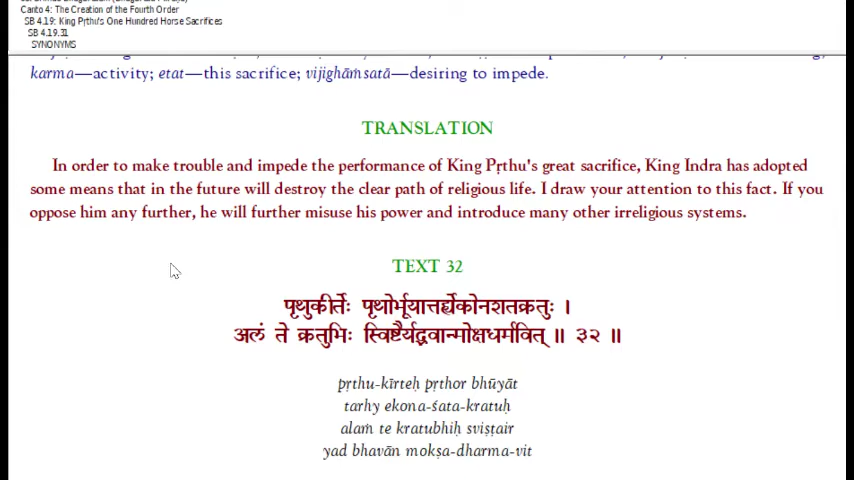 Canto 4: The Creation of the Fourth Order
SB 4.19: King Pṛthu's One Hundred Horse Sacrifices
SB 4.19.31
SYNONYMS
karma—activity; etat—this sacrifice; vijighāṁsatā—desiring to impede.
TRANSLATION
In order to make trouble and impede the performance of King Pṛthu's great sacrifice, King Indra has adopted
some means that in the future will destroy the clear path of religious life. I draw your attention to this fact. If you
oppose him any further, he will further misuse his power and introduce many other irreligious systems.
TEXT 32
पृथुकीर्तेः पृथोर्भूयात्तर्ह्येकोनशतक्रतुः ।
अलं ते क्रतुभिः स्विष्टैर्यद्भवान्मोक्षधर्मवित् ॥ ३२ ॥
pṛthu-kīrteḥ pṛthor bhūyāt
tarhy ekona-śata-kratuḥ
alaṁ te kratubhiḥ sviṣṭair
yad bhavān mokṣa-dharma-vit